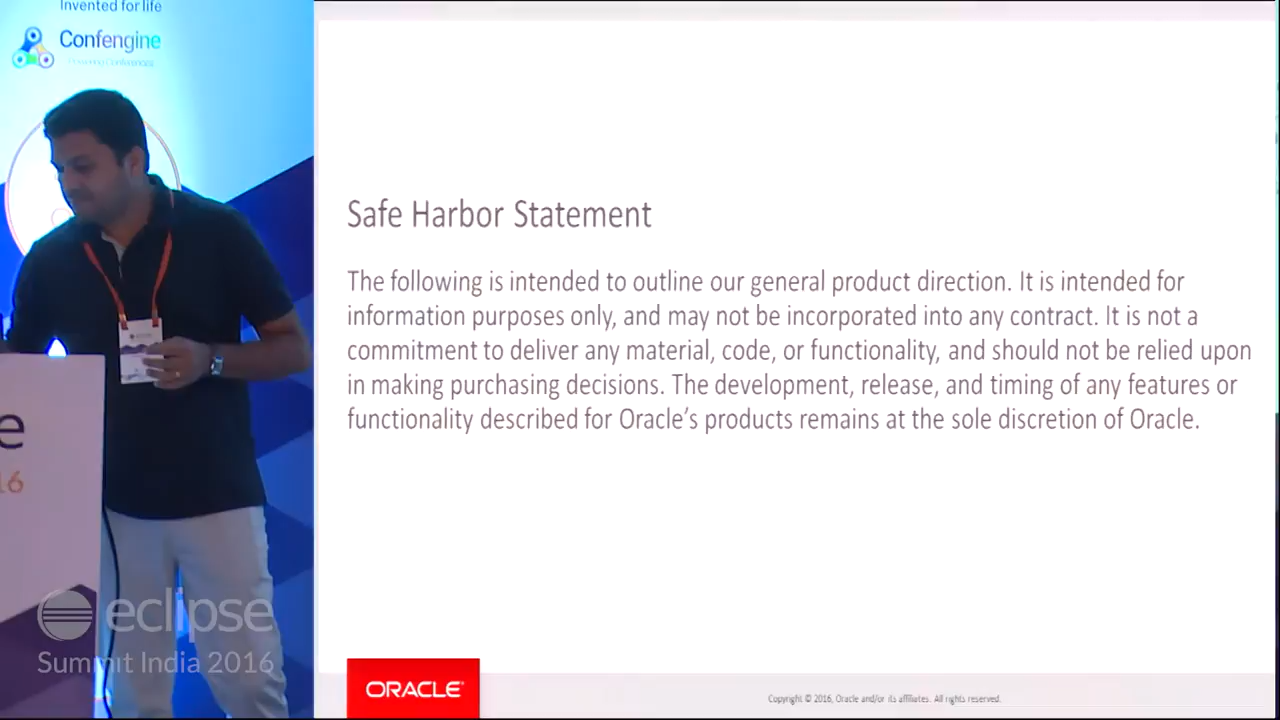 Invented for life
Confengine
Powering Conferences
Safe Harbor Statement
The following is intended to outline our general product direction. It is intended for
information purposes only, and may not be incorporated into any contract. It is not a
commitment to deliver any material, code, or functionality, and should not be relied upon
in making purchasing decisions. The development, release, and timing of any features or
functionality described for Oracle’s products remains at the sole discretion of Oracle.
e
16
eclipse
Summit India 2016
ORACLE
Copyright © 2016, Oracle and/or its affiliates. All rights reserved.